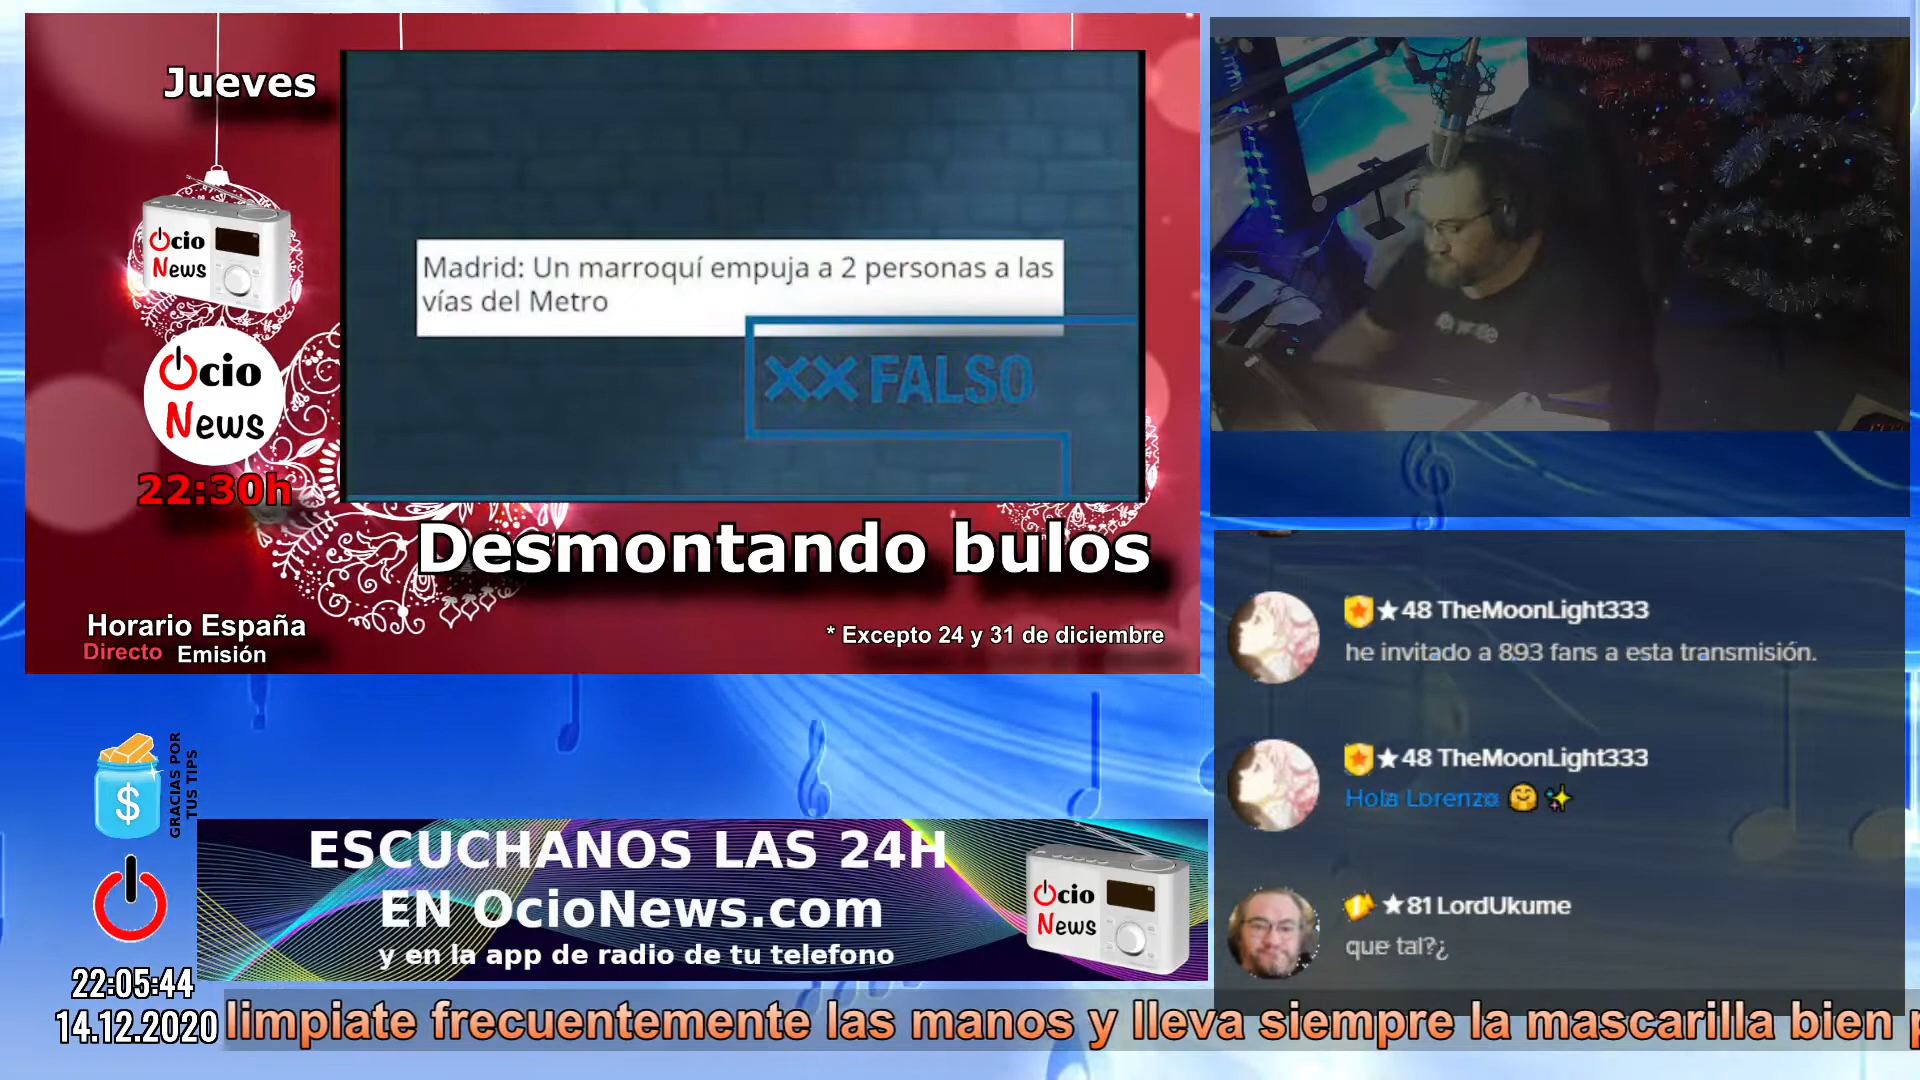 Jueves
Ocio
News
Ocio
News
22:30h
Madrid: Un marroquí empuja a 2 personas a las
vías del Metro
XX FALSO
Desmontando bulos
Horario España
Directo Emisión
* Excepto 24 y 31 de diciembre
★48 TheMoonLight333
he invitado a 893 fans a esta transmisión.
★48 TheMoonLight333
Hola Lorenzo 🤗✨
★81 LordUkume
que tal?¿
$
GRACIAS POR
TUS TIPS
ESCUCHANOS LAS 24H
EN OcioNews.com
y en la app de radio de tu telefono
Ocio
News
22:05:44
14.12.2020
limpiate frecuentemente las manos y lleva siempre la mascarilla bien